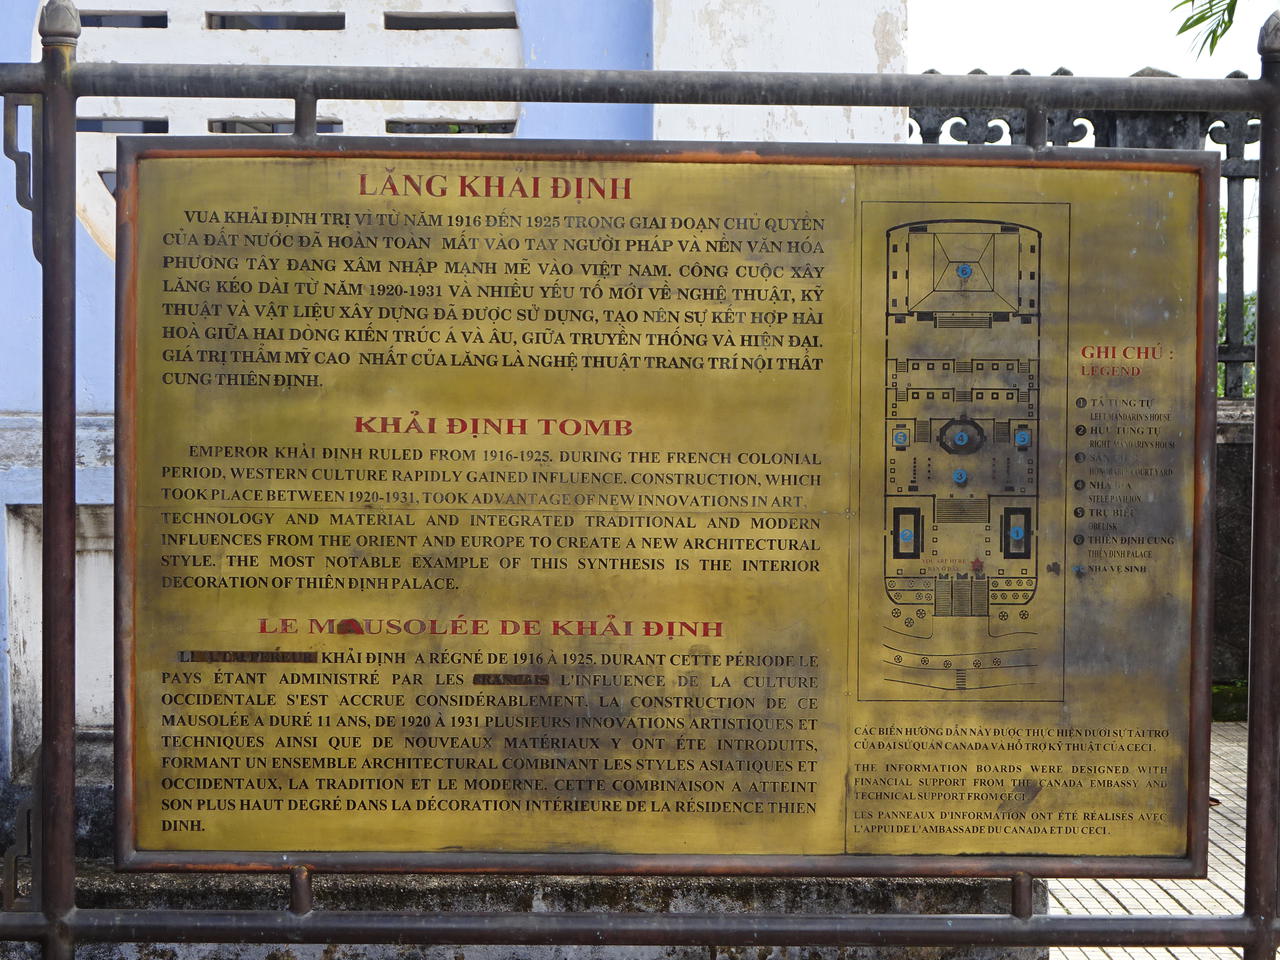 LĂNG KHẢI ĐỊNH
VUA KHẢI ĐỊNH TRỊ VÌ TỪ NĂM 1916 ĐẾN 1925 TRONG GIAI ĐOẠN CHỦ QUYỀN
CỦA ĐẤT NƯỚC ĐÃ HOÀN TOÀN MẤT VÀO TAY NGƯỜI PHÁP VÀ NỀN VĂN HÓA
PHƯƠNG TÂY ĐANG XÂM NHẬP MẠNH MẼ VÀO VIỆT NAM. CÔNG CUỘC XÂY
LĂNG KÉO DÀI TỪ NĂM 1920-1931 VÀ NHIỀU YẾU TỐ MỚI VỀ NGHỆ THUẬT, KỸ
THUẬT VÀ VẬT LIỆU XÂY DỰNG ĐÃ ĐƯỢC SỬ DỤNG, TẠO NÊN SỰ KẾT HỢP HÀI
HOÀ GIỮA HAI DÒNG KIẾN TRÚC Á VÀ ÂU, GIỮA TRUYỀN THỐNG VÀ HIỆN ĐẠI.
GIÁ TRỊ THẨM MỸ CAO NHẤT CỦA LĂNG LÀ NGHỆ THUẬT TRANG TRÍ NỘI THẤT
CUNG THIÊN ĐỊNH.
KHẢI ĐỊNH TOMB
EMPEROR KHẢI ĐINH RULED FROM 1916-1925. DURING THE FRENCH COLONIAL
PERIOD, WESTERN CULTURE RAPIDLY GAINED INFLUENCE. CONSTRUCTION, WHICH
TOOK PLACE BETWEEN 1920-1931, TOOK ADVANTAGE OF NEW INNOVATIONS IN ART,
TECHNOLOGY AND MATERIAL AND INTEGRATED TRADITIONAL AND MODERN
INFLUENCES FROM THE ORIENT AND EUROPE TO CREATE A NEW ARCHITECTURAL
STYLE. THE MOST NOTABLE EXAMPLE OF THIS SYNTHESIS IS THE INTERIOR
DECORATION OF THIÊN ĐỊNH PALACE.
LE MAUSOLÉE DE KHẢI ĐỊNH
KHẢI ĐỊNH A RÉGNÉ DE 1916 À 1925. DURANT CETTE PÉRIODE LE
PAYS ÉTANT ADMINISTRÉ PAR LES FRANCAIS L'INFLUENCE DE LA CULTURE
OCCIDENTALE S'EST ACCRUE CONSIDÉRABLEMENT. LA CONSTRUCTION DE CE
MAUSOLÉE A DURÉ 11 ANS, DE 1920 À 1931 PLUSIEURS INNOVATIONS ARTISTIQUES ET
TECHNIQUES AINSI QUE DE NOUVEAUX MATÉRIAUX Y ONT ÉTE INTRODUITS,
FORMANT UN ENSEMBLE ARCHITECTURAL COMBINANT LES STYLES ASIATIQUES ET
OCCIDENTAUX, LA TRADITION ET LE MODERNE. CETTE COMBINAISON A ATTEINT
SON PLUS HAUT DEGRÉ DANS LA DÉCORATION INTÉRIEURE DE LA RÉSIDENCE THIEN
DINH.
6
5
4
5
3
2
1
YOU ARE HERE
BẠN Ở ĐÂY
GHI CHÚ :
LEGEND
1 TẢ TÙNG TỰ
LEFT MANDARIN'S HOUSE
2 HỮU TÙNG TỰ
RIGHT MANDARIN'S HOUSE
3 SÂN
COURTYARD
4 NHÀ BIA
STELE PAVILION
5 TRỤ BIỂU
OBELISK
6 THIÊN ĐỊNH CUNG
THIÊN ĐỊNH PALACE
NHÀ VỆ SINH
CÁC BIỂN HƯỚNG DẪN NÀY ĐƯỢC THỰC HIỆN DƯỚI SỰ TÀI TRỢ
CỦA ĐẠI SỨ QUÁN CANADA VÀ HỖ TRỢ KỸ THUẬT CỦA CECI.
THE INFORMATION BOARDS WERE DESIGNED WITH
FINANCIAL SUPPORT FROM THE CANADA EMBASSY AND
TECHNICAL SUPPORT FROM CECI
LES PANNEAUX D'INFORMATION ONT ÉTÉ RÉALISES AVEC
L'APPUI DE L'AMBASSADE DU CANADA ET DU CECI.